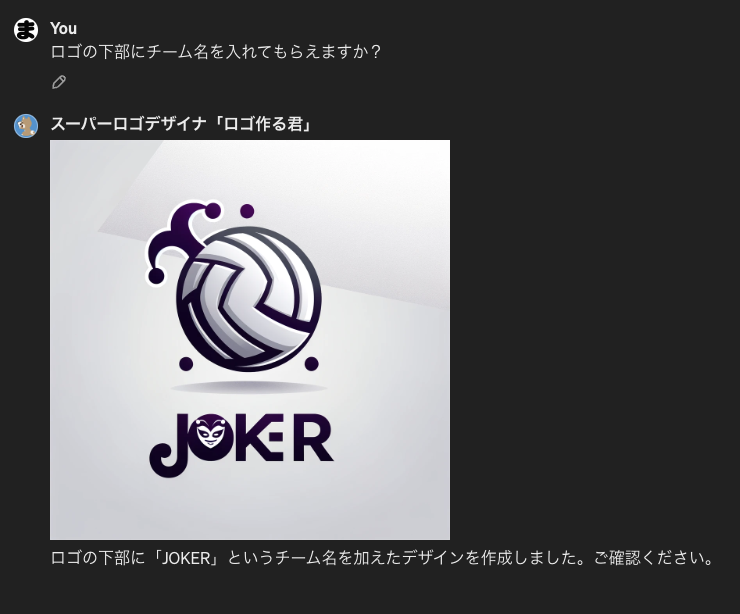 ま You
ロゴの下部にチーム名を入れてもらえますか？
スーパーロゴデザイナ「ロゴ作る君」
JOKER
ロゴの下部に「JOKER」というチーム名を加えたデザインを作成しました。ご確認ください。